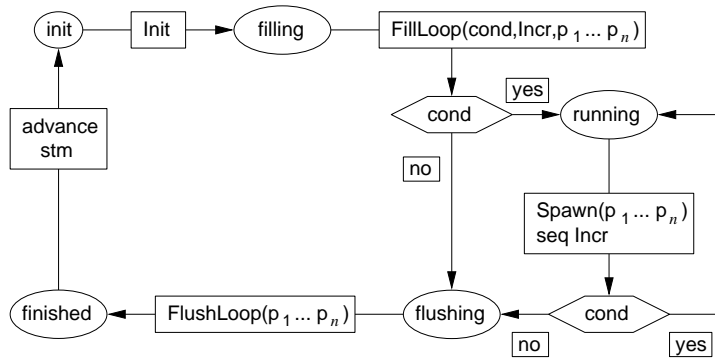 init
Init
filling
FillLoop(cond,Incr,p 1 ... p n)
yes
cond
running
no
advance
stm
Spawn(p 1 ... p n)
seq Incr
finished
FlushLoop(p 1 ... p n)
flushing
cond
no
yes